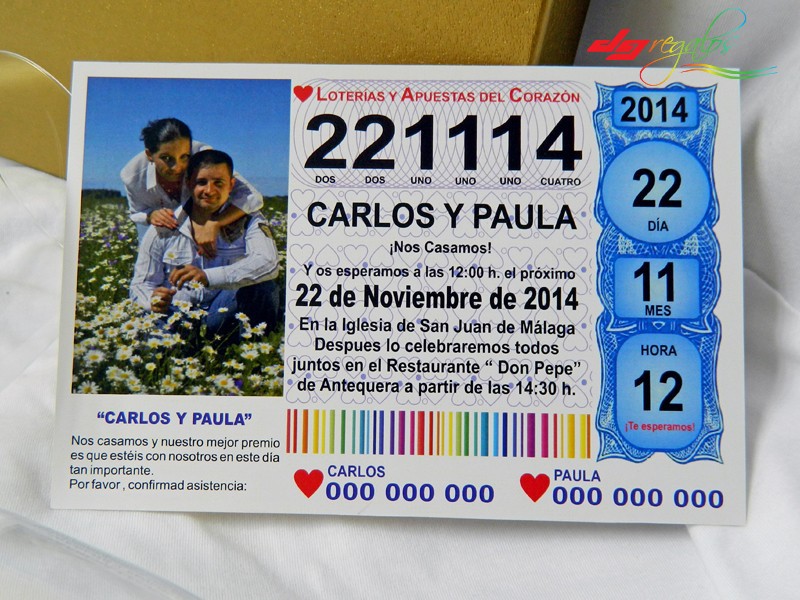 dg regalos
LOTERÍAS Y APUESTAS DEL CORAZÓN
221114
DOS DOS UNO UNO UNO CUATRO
CARLOS Y PAULA
¡Nos Casamos!
Y os esperamos a las 12:00 h. el próximo
22 de Noviembre de 2014
En la Iglesia de San Juan de Málaga
Despues lo celebraremos todos
juntos en el Restaurante “ Don Pepe”
de Antequera a partir de las 14:30 h.
2014
22
DÍA
11
MES
HORA
12
¡Te esperamos!
“CARLOS Y PAULA”
Nos casamos y nuestro mejor premio
es que estéis con nosotros en este día
tan importante.
Por favor , confirmad asistencia:
CARLOS
000 000 000
PAULA
000 000 000